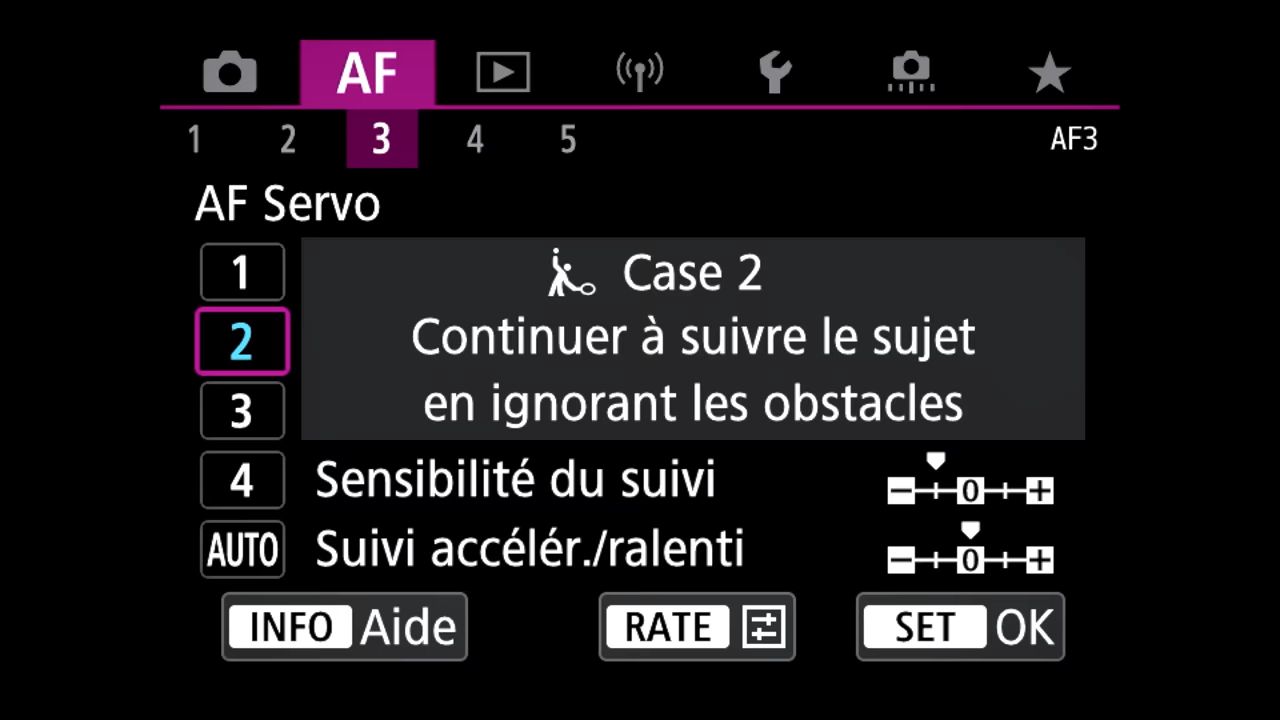 AF
1 2 3 4 5 AF3
AF Servo
1 Case 2
2 Continuer à suivre le sujet
3 en ignorant les obstacles
4 Sensibilité du suivi − 0 +
AUTO Suivi accélér./ralenti − 0 +
INFO Aide RATE SET OK